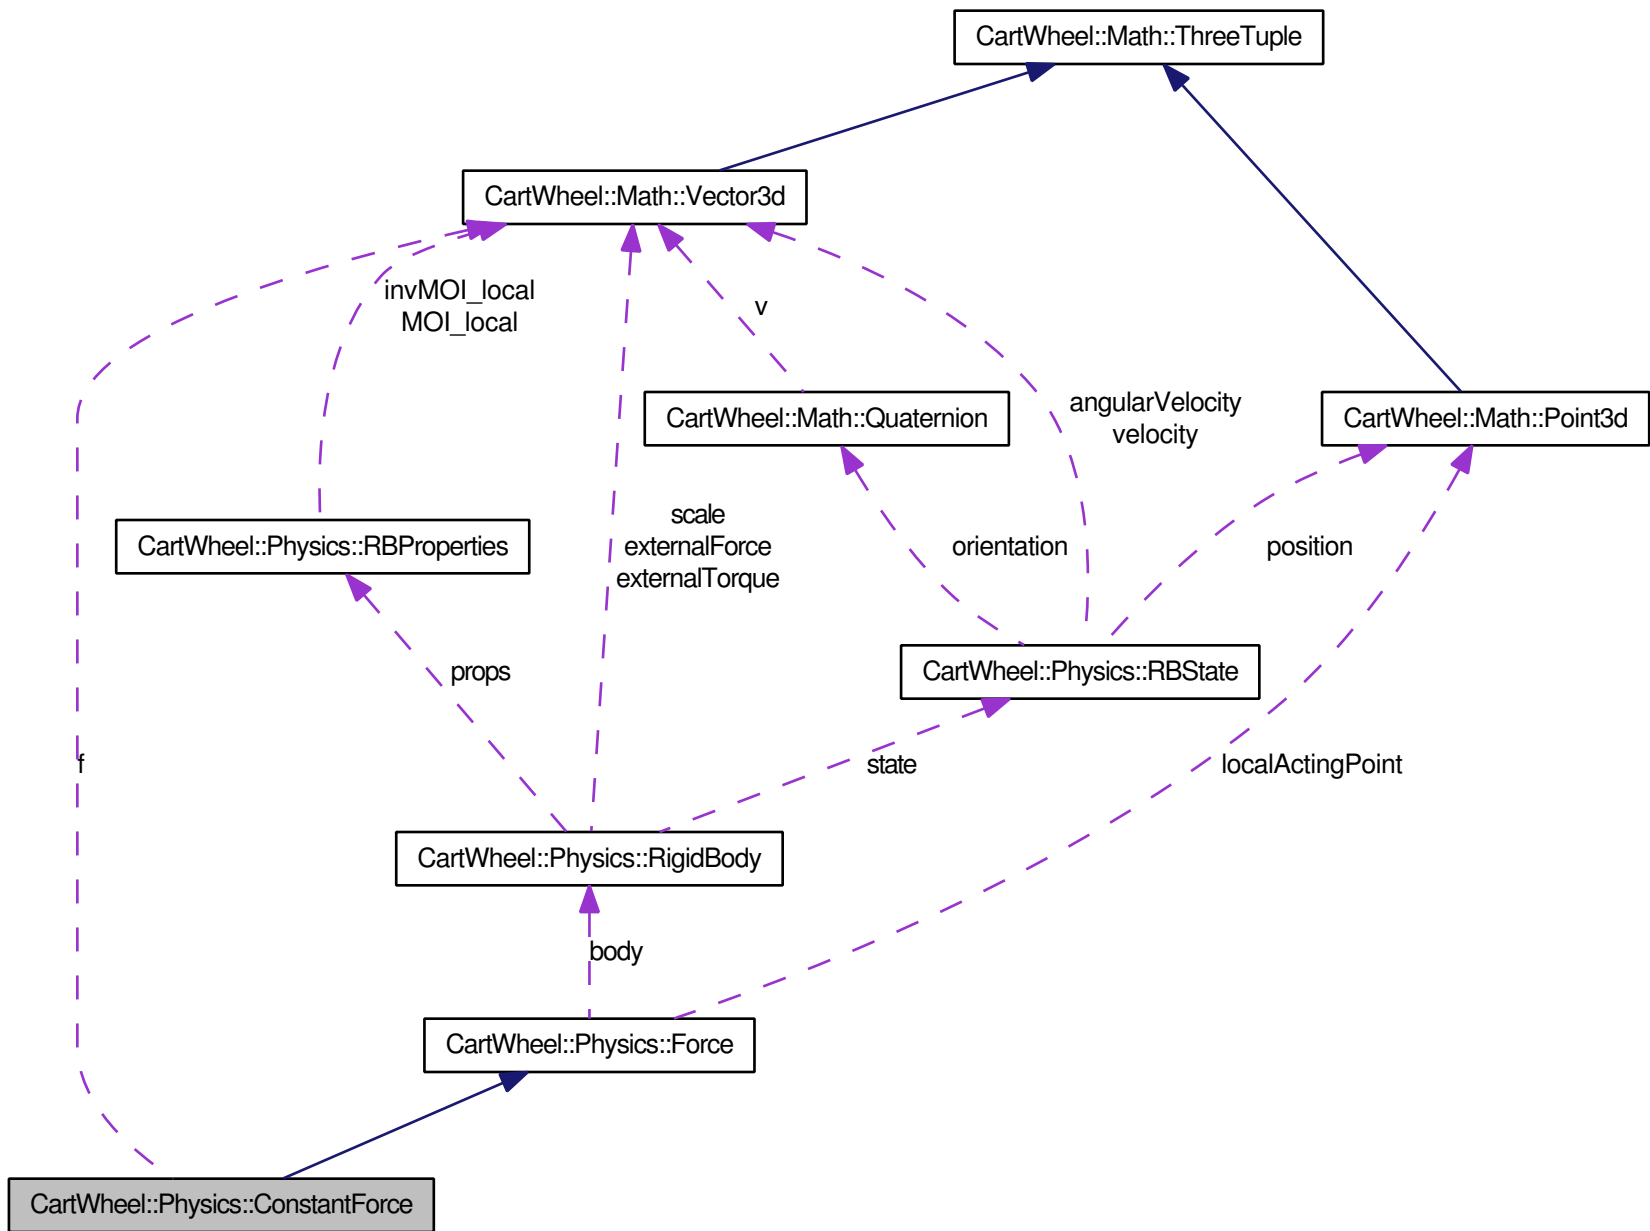 CartWheel::Math::ThreeTuple
CartWheel::Math::Vector3d
invMOI_local
MOI_local
v
angularVelocity
velocity
CartWheel::Math::Quaternion
CartWheel::Math::Point3d
scale
externalForce
externalTorque
CartWheel::Physics::RBProperties
orientation
position
props
CartWheel::Physics::RBState
f
state
localActingPoint
CartWheel::Physics::RigidBody
body
CartWheel::Physics::Force
CartWheel::Physics::ConstantForce